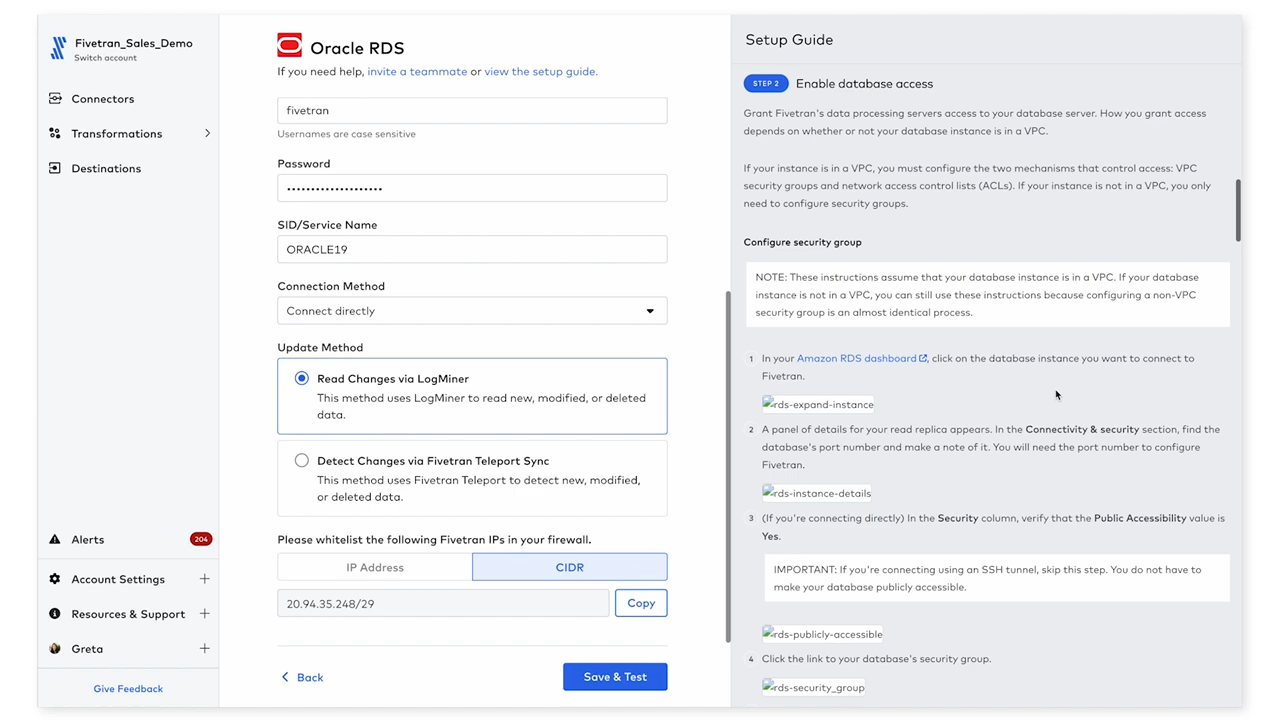 Fivetran_Sales_Demo
Switch account
Connectors
Transformations
Destinations
Alerts
204
Account Settings
Resources & Support
Greta
Give Feedback
Oracle RDS
If you need help, invite a teammate or view the setup guide.
fivetran
Usernames are case sensitive
Password
••••••••••••••••••••
SID/Service Name
ORACLE19
Connection Method
Connect directly
Update Method
Read Changes via LogMiner
This method uses LogMiner to read new, modified, or deleted
data.
Detect Changes via Fivetran Teleport Sync
This method uses Fivetran Teleport to detect new, modified,
or deleted data.
Please whitelist the following Fivetran IPs in your firewall.
IP Address
CIDR
20.94.35.248/29
Copy
Back
Save & Test
Setup Guide
STEP 2 Enable database access
Grant Fivetran's data processing servers access to your database server. How you grant access
depends on whether or not your database instance is in a VPC.
If your instance is in a VPC, you must configure the two mechanisms that control access: VPC
security groups and network access control lists (ACLs). If your instance is not in a VPC, you only
need to configure security groups.
Configure security group
NOTE: These instructions assume that your database instance is in a VPC. If your database
instance is not in a VPC, you can still use these instructions because configuring a non-VPC
security group is an almost identical process.
1 In your Amazon RDS dashboard, click on the database instance you want to connect to
Fivetran.
rds-expand-instance
2 A panel of details for your read replica appears. In the Connectivity & security section, find the
database's port number and make a note of it. You will need the port number to configure
Fivetran.
rds-instance-details
3 (If you're connecting directly) In the Security column, verify that the Public Accessibility value is
Yes.
IMPORTANT: If you're connecting using an SSH tunnel, skip this step. You do not have to
make your database publicly accessible.
rds-publicly-accessible
4 Click the link to your database's security group.
rds-security_group